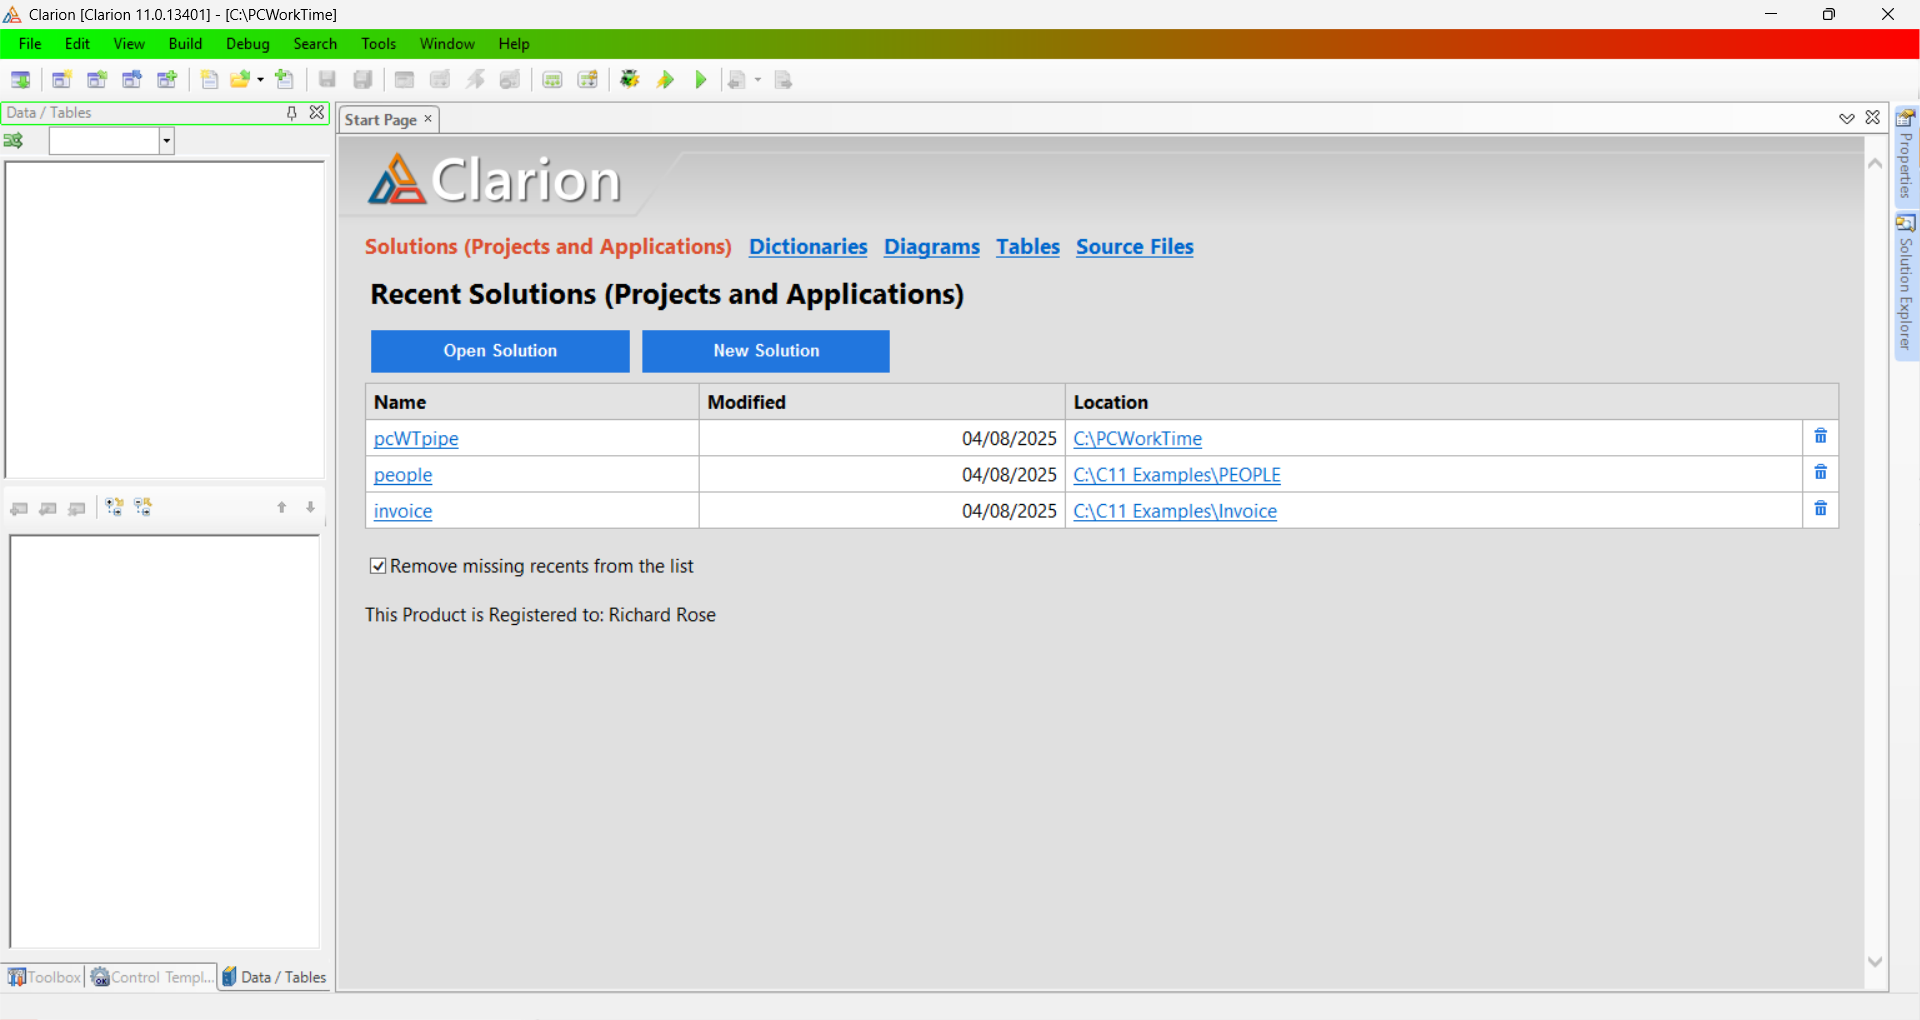 Clarion [Clarion 11.0.13401] - [C:\PCWorkTime]
File Edit View Build Debug Search Tools Window Help
Data / Tables
Start Page
Clarion
Solutions (Projects and Applications) Dictionaries Diagrams Tables Source Files
Recent Solutions (Projects and Applications)
Open Solution New Solution
Name Modified Location
pcWTpipe 04/08/2025 C:\PCWorkTime
people 04/08/2025 C:\C11 Examples\PEOPLE
invoice 04/08/2025 C:\C11 Examples\Invoice
Remove missing recents from the list
This Product is Registered to: Richard Rose
Toolbox Control Templ... Data / Tables
Properties
Solution Explorer